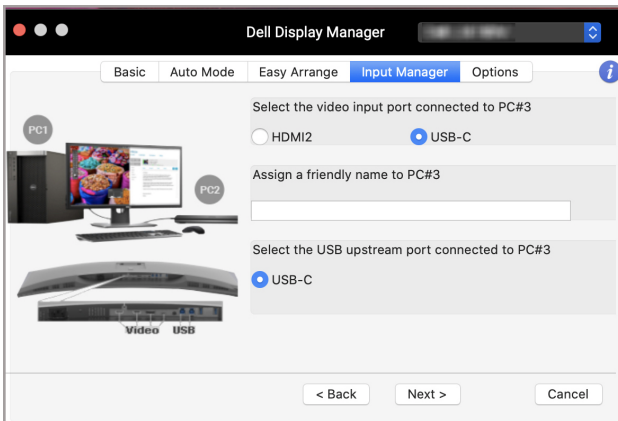 Dell Display Manager
Basic Auto Mode Easy Arrange Input Manager Options
i
Select the video input port connected to PC#3
HDMI2 USB-C
Assign a friendly name to PC#3
Select the USB upstream port connected to PC#3
USB-C
PC1
PC2
Video USB
< Back Next > Cancel